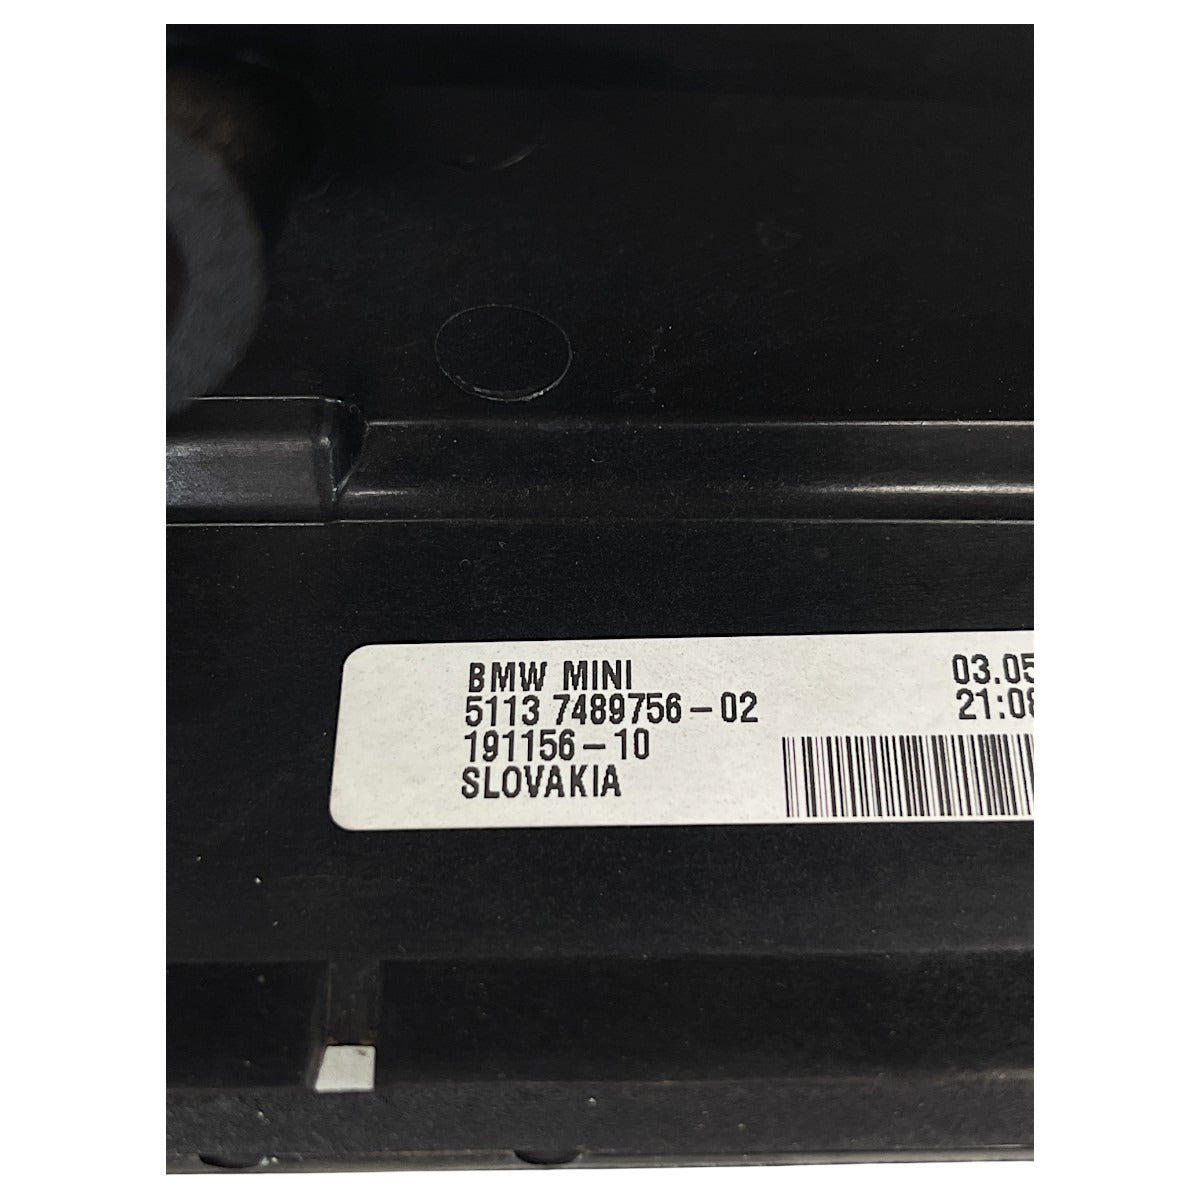 BMW MINI
5113 7489756-02
191156-10
SLOVAKIA
03.05
21:08